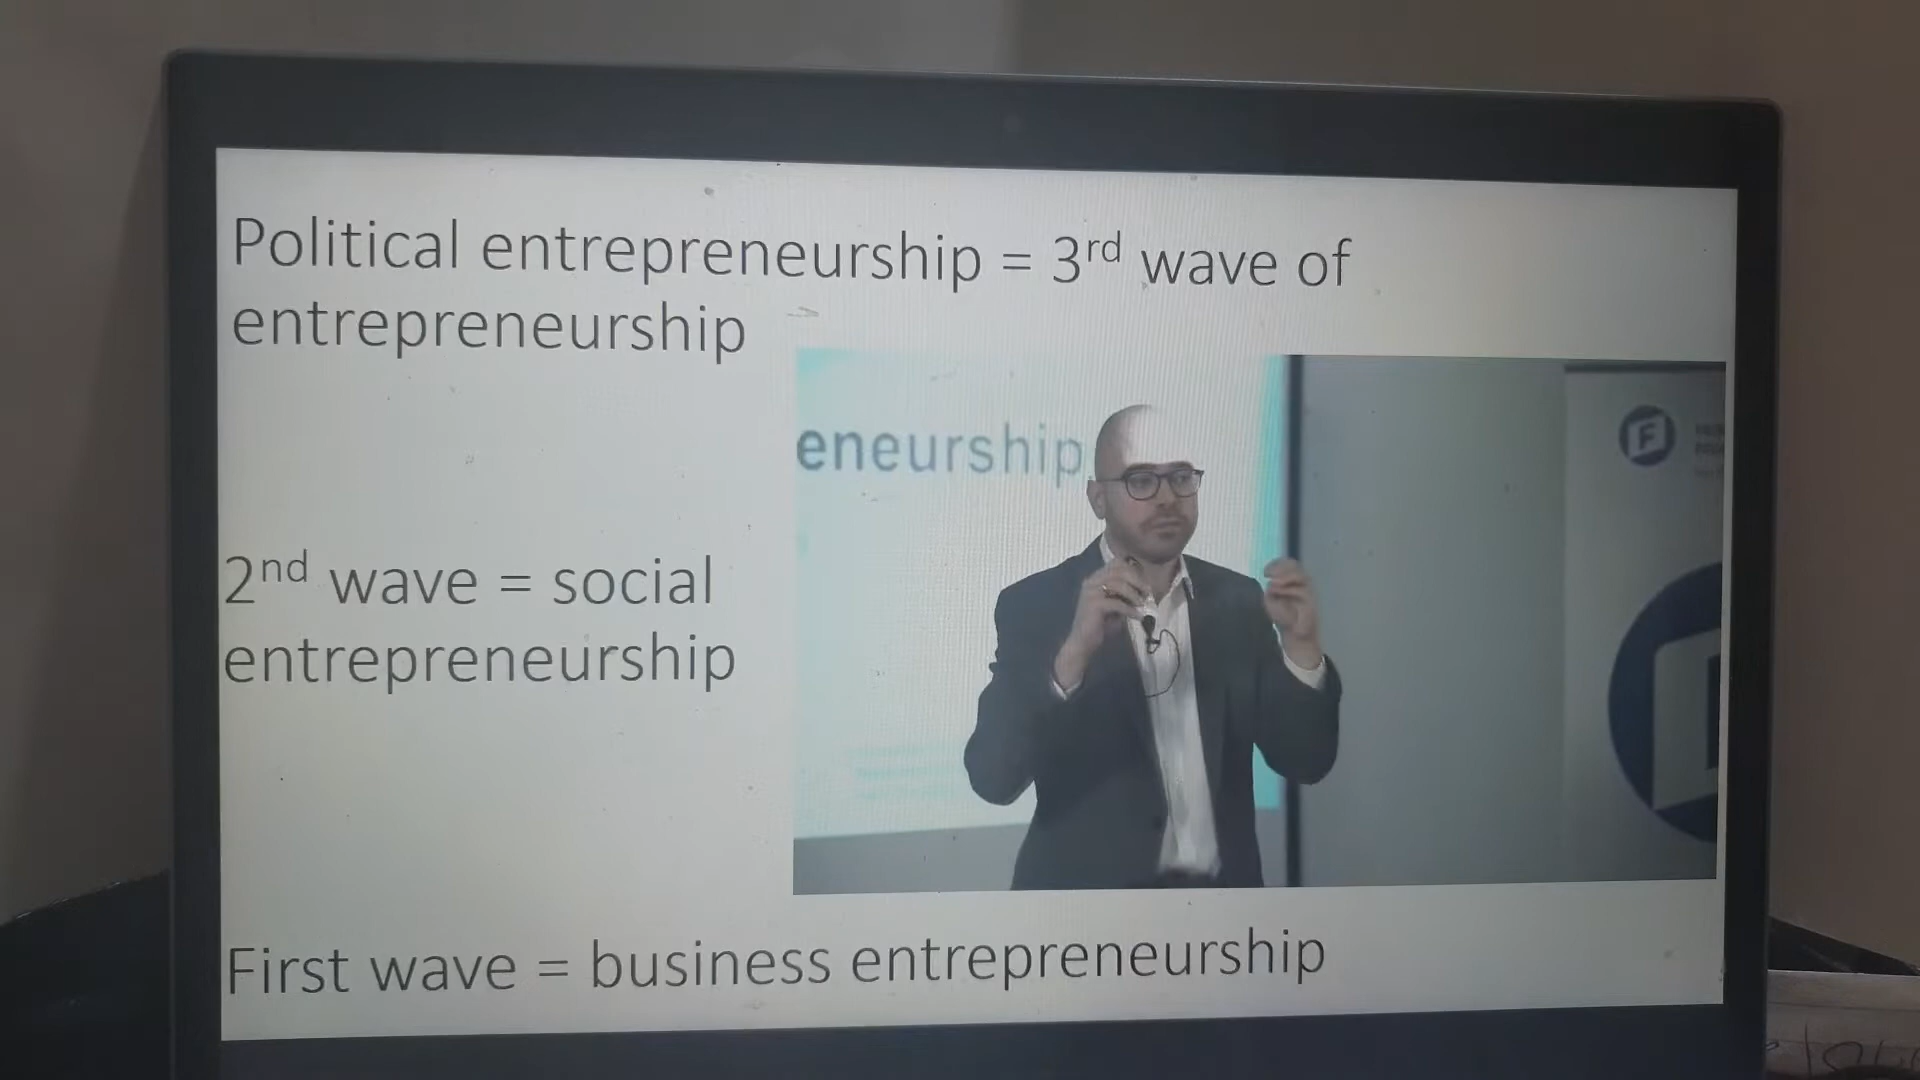 Political entrepreneurship = 3rd wave of
entrepreneurship
eneurship
F
2nd wave = social
entrepreneurship
First wave = business entrepreneurship